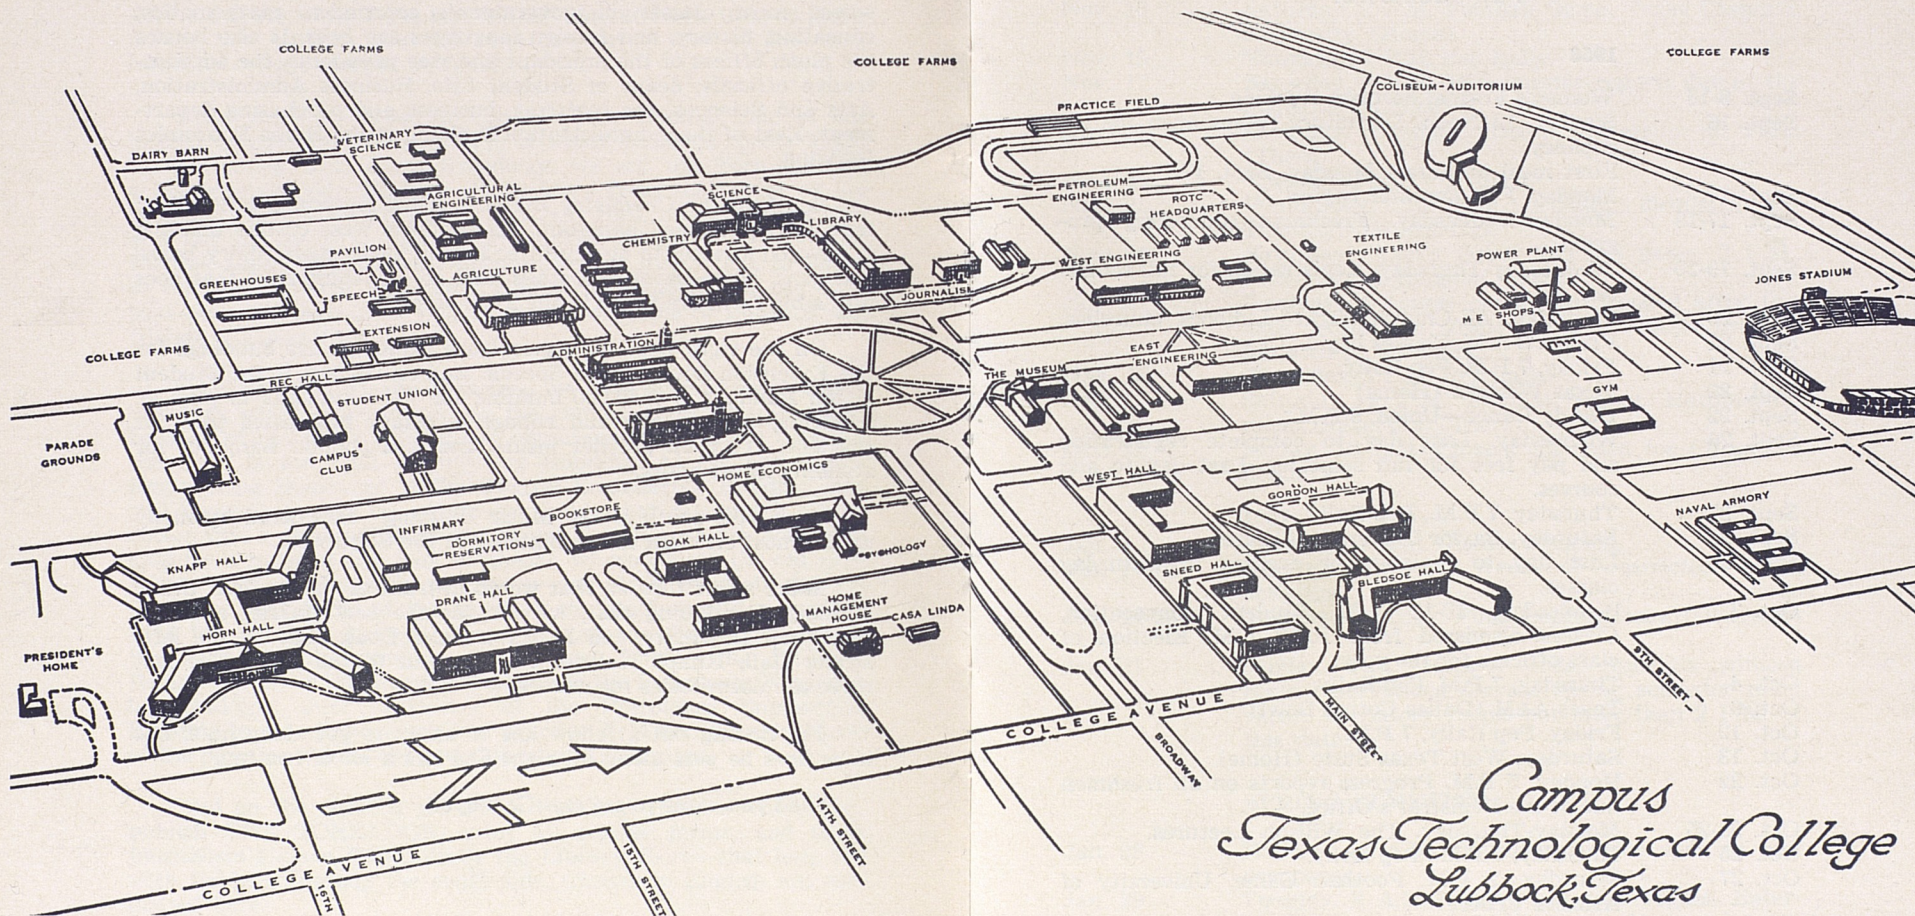 COLLEGE FARMS
COLLEGE FARMS
COLLEGE FARMS
COLISEUM-AUDITORIUM
PRACTICE FIELD
VETERINARY
SCIENCE
DAIRY BARN
AGRICULTURAL
ENGINEERING
SCIENCE
PETROLEUM
ENGINEERING
ROTC
HEADQUARTERS
LIBRARY
CHEMISTRY
TEXTILE
ENGINEERING
PAVILION
POWER PLANT
WEST ENGINEERING
GREENHOUSES
AGRICULTURE
JONES STADIUM
SPEECH
JOURNALISM
M E SHOPS
EXTENSION
COLLEGE FARMS
ADMINISTRATION
EAST
ENGINEERING
REC HALL
THE MUSEUM
GYM
STUDENT UNION
MUSIC
PARADE
GROUNDS
CAMPUS
CLUB
HOME ECONOMICS
WEST HALL
GORDON HALL
NAVAL ARMORY
BOOKSTORE
INFIRMARY
DORMITORY
RESERVATIONS
DOAK HALL
PSYCHOLOGY
KNAPP HALL
SNEED HALL
BLEDSOE HALL
DRANE HALL
HOME
MANAGEMENT
HOUSE
CASA LINDA
HORN HALL
PRESIDENT'S
HOME
9TH STREET
COLLEGE AVENUE
MAIN STREET
BROADWAY
N
14TH STREET
15TH STREET
COLLEGE AVENUE
16TH
Campus
Texas Technological College
Lubbock, Texas